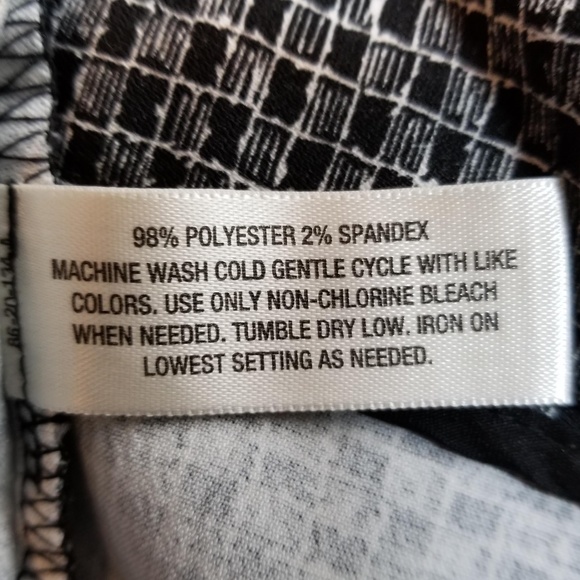 98% POLYESTER 2% SPANDEX
MACHINE WASH COLD GENTLE CYCLE WITH LIKE
COLORS. USE ONLY NON-CHLORINE BLEACH
WHEN NEEDED. TUMBLE DRY LOW. IRON ON
LOWEST SETTING AS NEEDED.